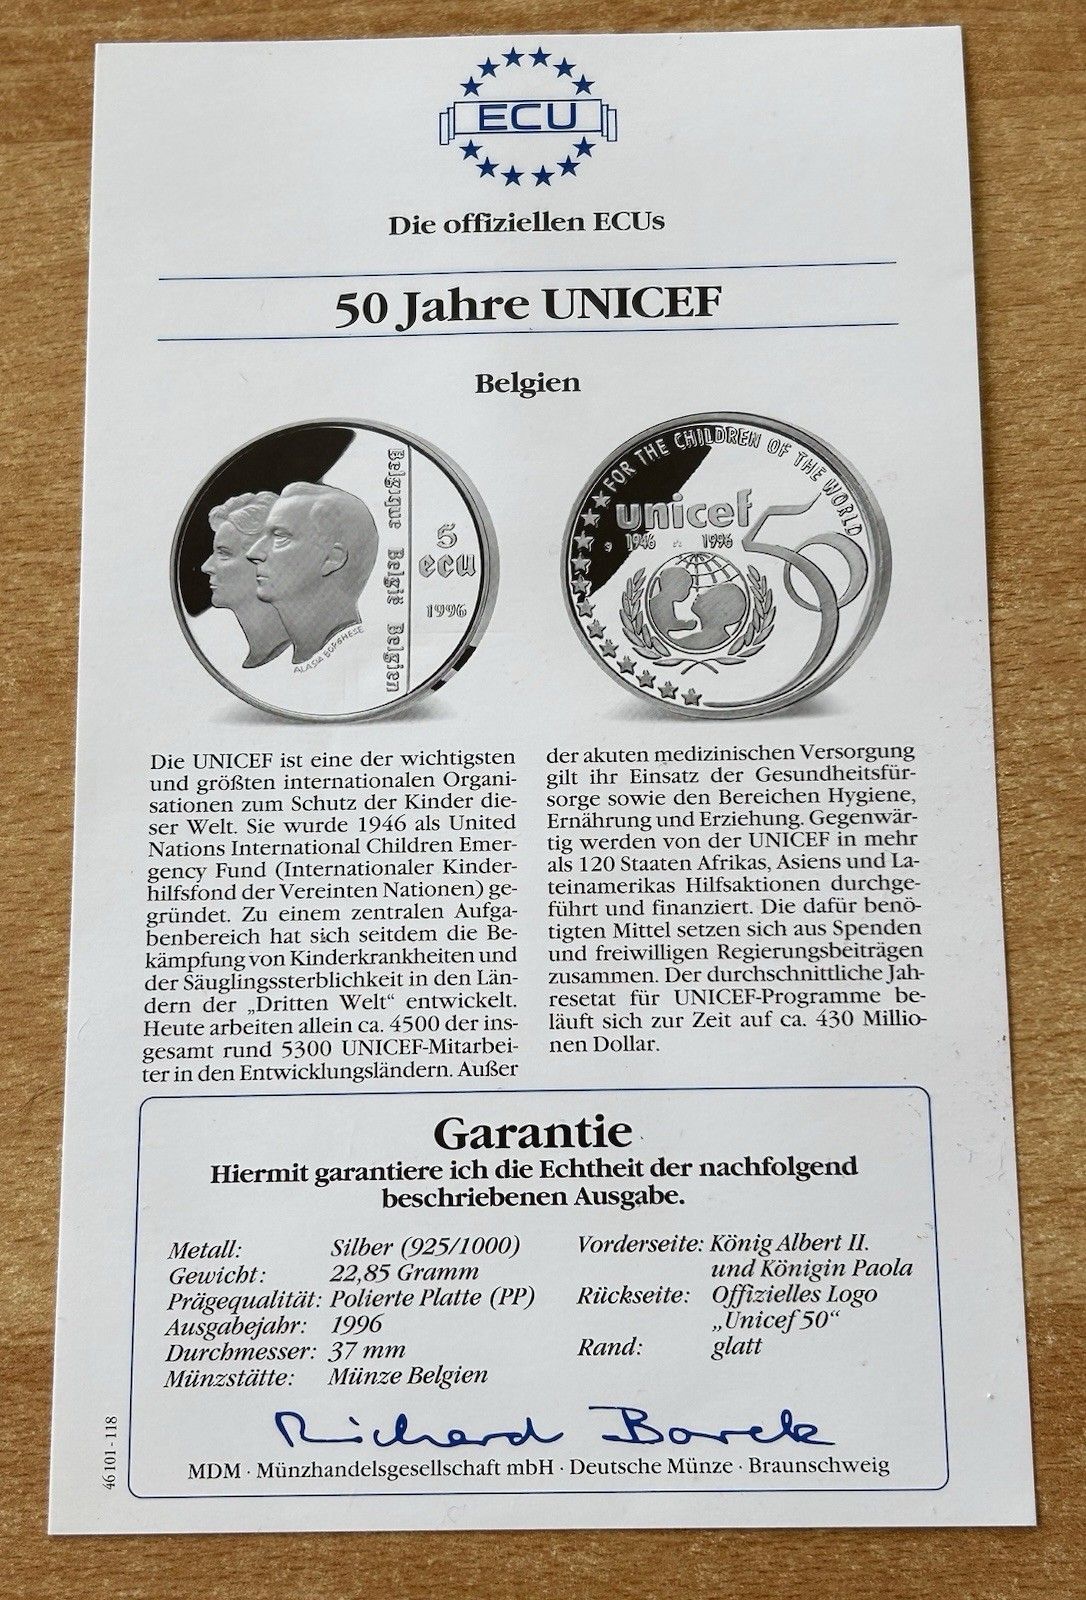 ECU
Die offiziellen ECUs
50 Jahre UNICEF
Belgien
Belgique België Belgien
5
ecu
1996
ALASIA BORGHESE
FOR THE CHILDREN OF THE WORLD
unicef
1946 1996
50
Die UNICEF ist eine der wichtigsten
und größten internationalen Organi-
sationen zum Schutz der Kinder die-
ser Welt. Sie wurde 1946 als United
Nations International Children Emer-
gency Fund (Internationaler Kinder-
hilfsfond der Vereinten Nationen) ge-
gründet. Zu einem zentralen Aufga-
benbereich hat sich seitdem die Be-
kämpfung von Kinderkrankheiten und
der Säuglingssterblichkeit in den Län-
dern der „Dritten Welt“ entwickelt.
Heute arbeiten allein ca. 4500 der ins-
gesamt rund 5300 UNICEF-Mitarbei-
ter in den Entwicklungsländern. Außer
der akuten medizinischen Versorgung
gilt ihr Einsatz der Gesundheitsfür-
sorge sowie den Bereichen Hygiene,
Ernährung und Erziehung. Gegenwär-
tig werden von der UNICEF in mehr
als 120 Staaten Afrikas, Asiens und La-
teinamerikas Hilfsaktionen durchge-
führt und finanziert. Die dafür benö-
tigten Mittel setzen sich aus Spenden
und freiwilligen Regierungsbeiträgen
zusammen. Der durchschnittliche Jah-
resetat für UNICEF-Programme be-
läuft sich zur Zeit auf ca. 430 Millio-
nen Dollar.
Garantie
Hiermit garantiere ich die Echtheit der nachfolgend
beschriebenen Ausgabe.
Metall: Silber (925/1000)
Gewicht: 22,85 Gramm
Prägequalität: Polierte Platte (PP)
Ausgabejahr: 1996
Durchmesser: 37 mm
Münzstätte: Münze Belgien
Vorderseite: König Albert II.
und Königin Paola
Rückseite: Offizielles Logo
„Unicef 50“
Rand: glatt
Richard Borek
MDM · Münzhandelsgesellschaft mbH · Deutsche Münze · Braunschweig
46 101 - 118